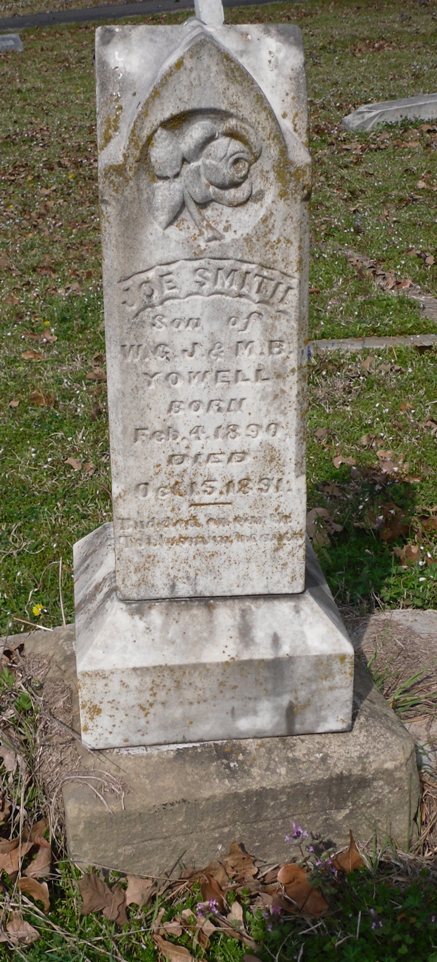 JOE SMITH
Son of
W.G.J. & M.B.
YOWELL
BORN
Feb. 4. 1890.
DIED
Oct. 15. 1891.